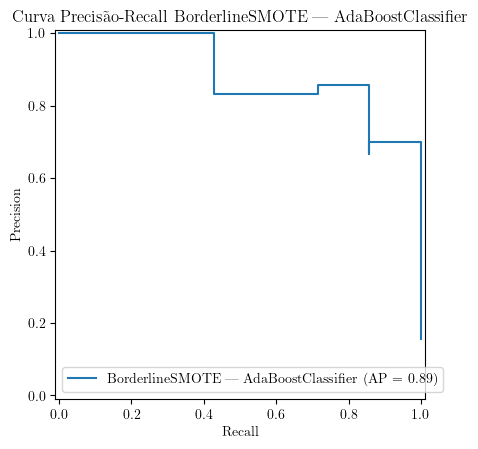 Curva Precisão-Recall BorderlineSMOTE — AdaBoostClassifier
1.0
0.8
0.6
0.4
0.2
0.0
Precision
BorderlineSMOTE — AdaBoostClassifier (AP = 0.89)
0.0 0.2 0.4 0.6 0.8 1.0
Recall